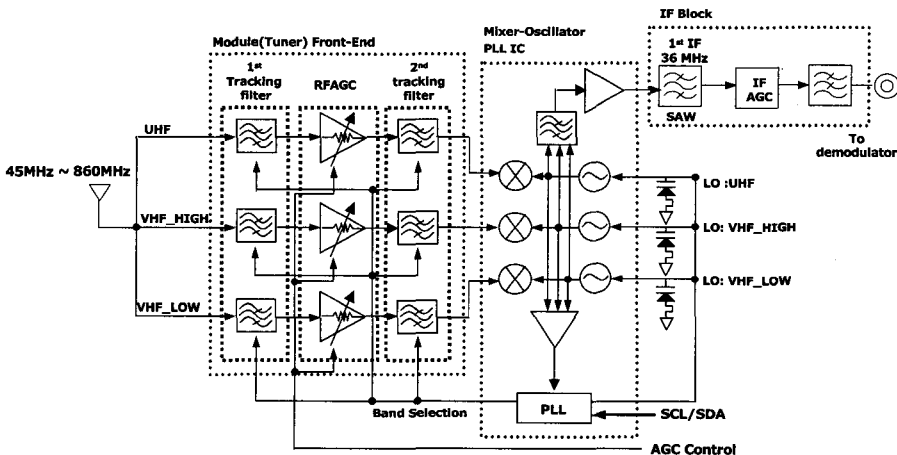 IF Block
Module(Tuner) Front-End
Mixer-Oscillator
PLL IC
1st IF
36 MHz
1st
Tracking
filter
RFAGC
2nd
tracking
filter
IF
AGC
SAW
UHF
To
demodulator
45MHz ~ 860MHz
LO :UHF
VHF_HIGH
LO: VHF_HIGH
LO: VHF_LOW
VHF_LOW
Band Selection
PLL
SCL/SDA
AGC Control